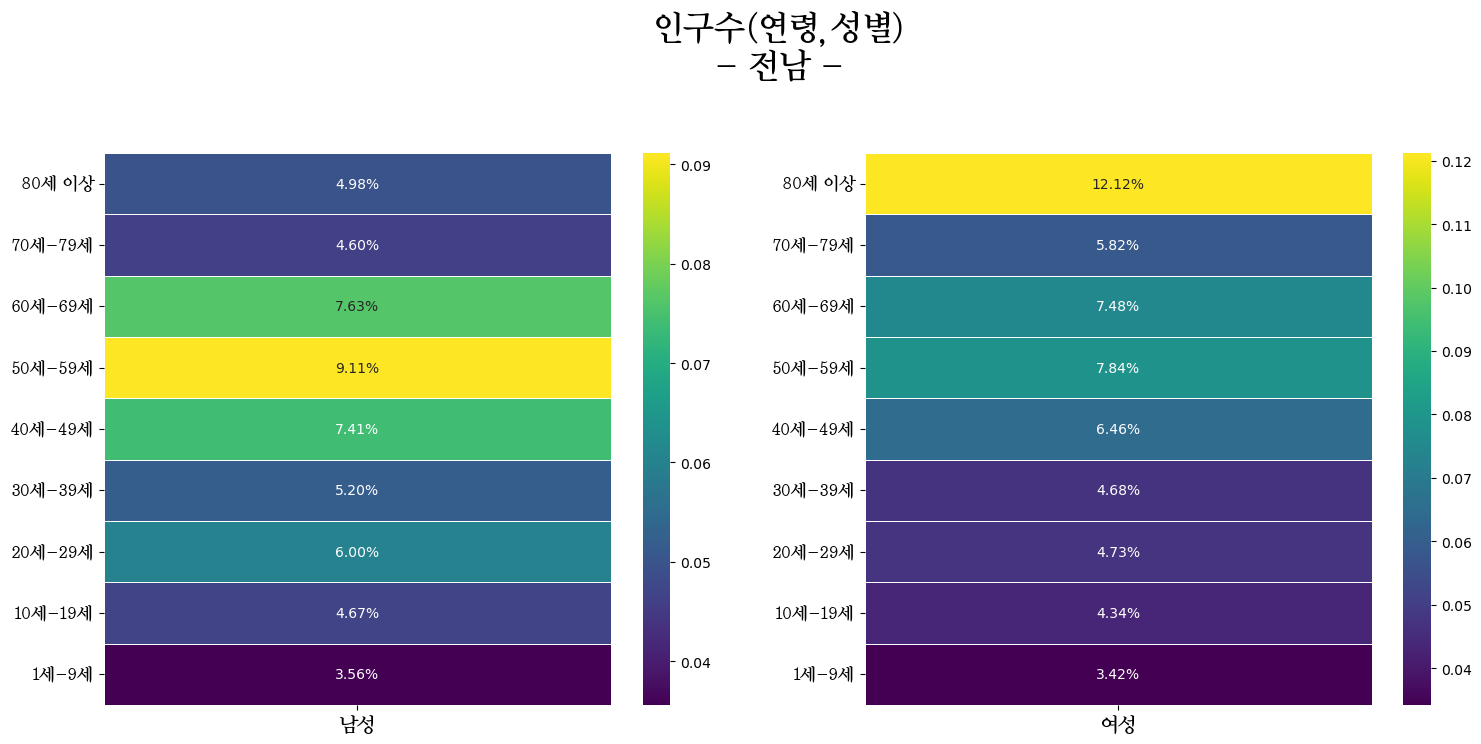 인구수(연령, 성별)
- 전남 -
80세 이상 4.98%
70세-79세 4.60%
60세-69세 7.63%
50세-59세 9.11%
40세-49세 7.41%
30세-39세 5.20%
20세-29세 6.00%
10세-19세 4.67%
1세-9세 3.56%
남성
0.09
0.08
0.07
0.06
0.05
0.04
80세 이상 12.12%
70세-79세 5.82%
60세-69세 7.48%
50세-59세 7.84%
40세-49세 6.46%
30세-39세 4.68%
20세-29세 4.73%
10세-19세 4.34%
1세-9세 3.42%
여성
0.12
0.11
0.10
0.09
0.08
0.07
0.06
0.05
0.04